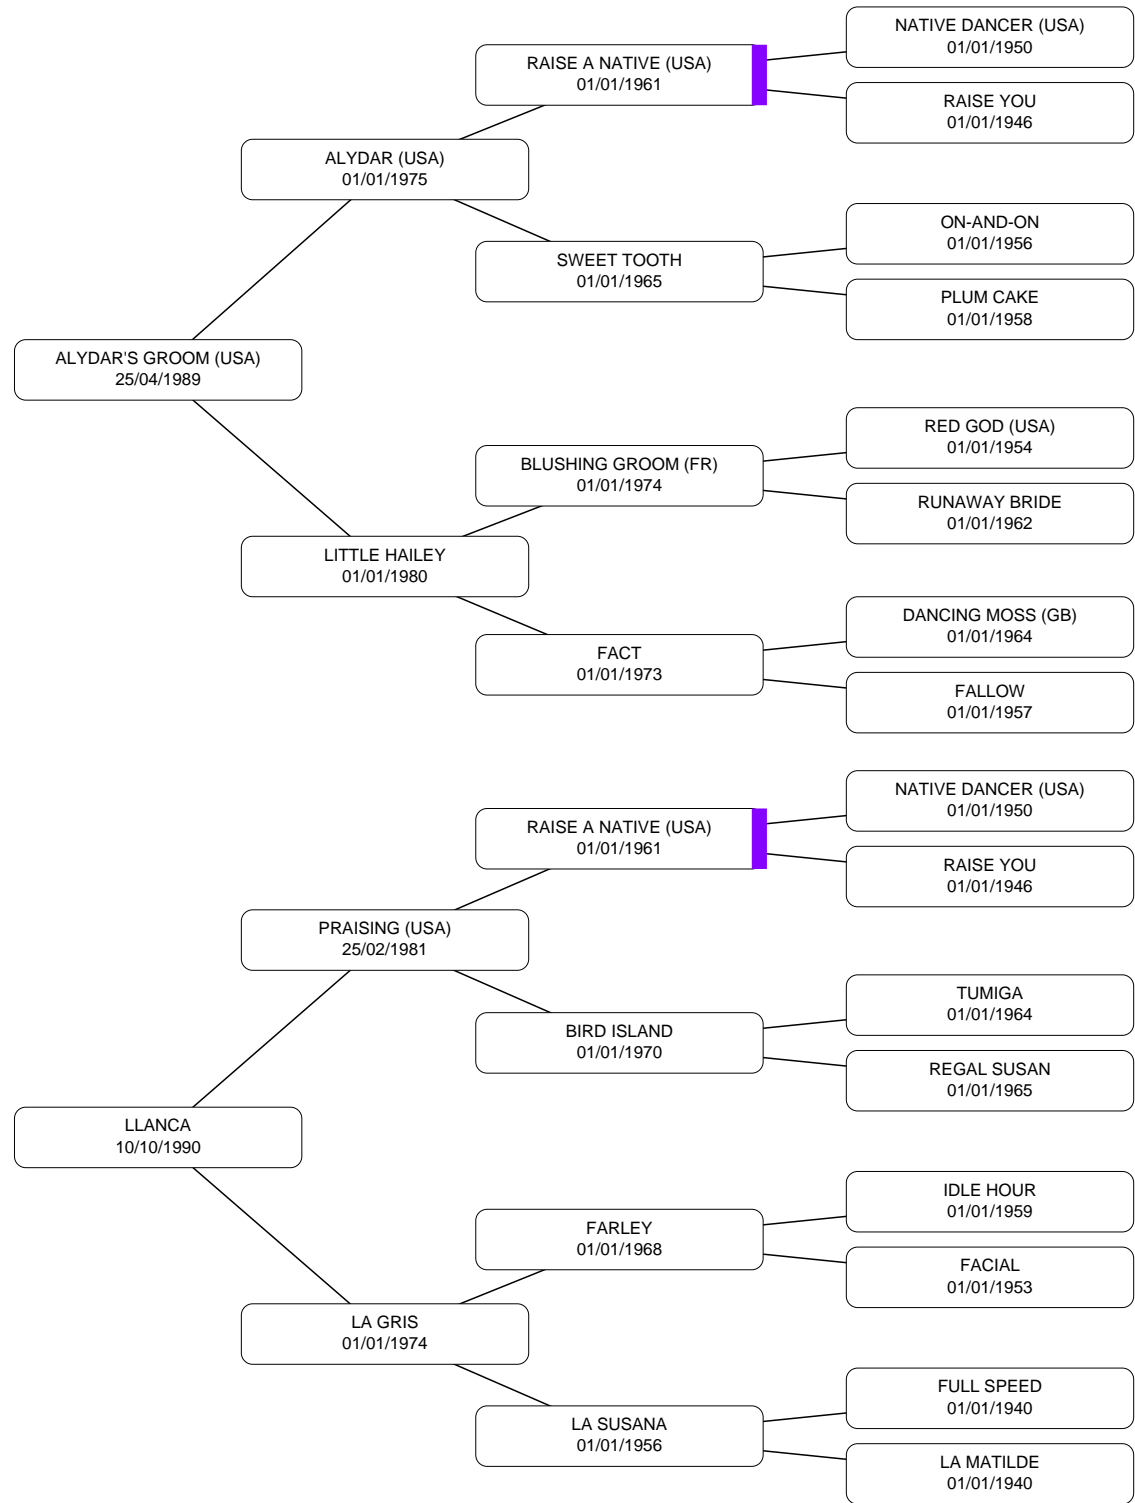 NATIVE DANCER (USA)
01/01/1950
RAISE A NATIVE (USA)
01/01/1961
RAISE YOU
01/01/1946
ALYDAR (USA)
01/01/1975
ON-AND-ON
01/01/1956
SWEET TOOTH
01/01/1965
PLUM CAKE
01/01/1958
ALYDAR'S GROOM (USA)
25/04/1989
RED GOD (USA)
01/01/1954
BLUSHING GROOM (FR)
01/01/1974
RUNAWAY BRIDE
01/01/1962
LITTLE HAILEY
01/01/1980
DANCING MOSS (GB)
01/01/1964
FACT
01/01/1973
FALLOW
01/01/1957
NATIVE DANCER (USA)
01/01/1950
RAISE A NATIVE (USA)
01/01/1961
RAISE YOU
01/01/1946
PRAISING (USA)
25/02/1981
TUMIGA
01/01/1964
BIRD ISLAND
01/01/1970
REGAL SUSAN
01/01/1965
LLANCA
10/10/1990
IDLE HOUR
01/01/1959
FARLEY
01/01/1968
FACIAL
01/01/1953
LA GRIS
01/01/1974
FULL SPEED
01/01/1940
LA SUSANA
01/01/1956
LA MATILDE
01/01/1940